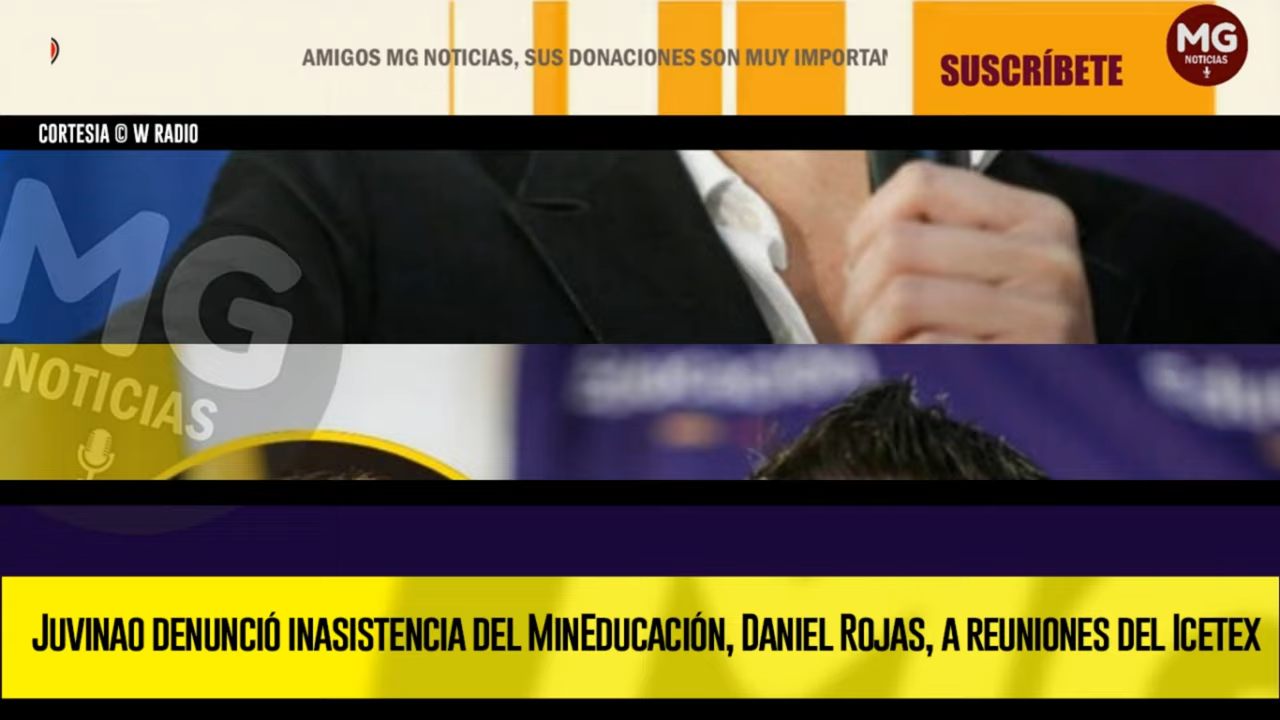 AMIGOS MG NOTICIAS, SUS DONACIONES SON MUY
SUSCRÍBETE
MG
NOTICIAS
CORTESIA © W RADIO
MG
NOTICIAS
JUVINAO DENUNCIÓ INASISTENCIA DEL MINEDUCACIÓN, DANIEL ROJAS, A REUNIONES DEL ICETEX